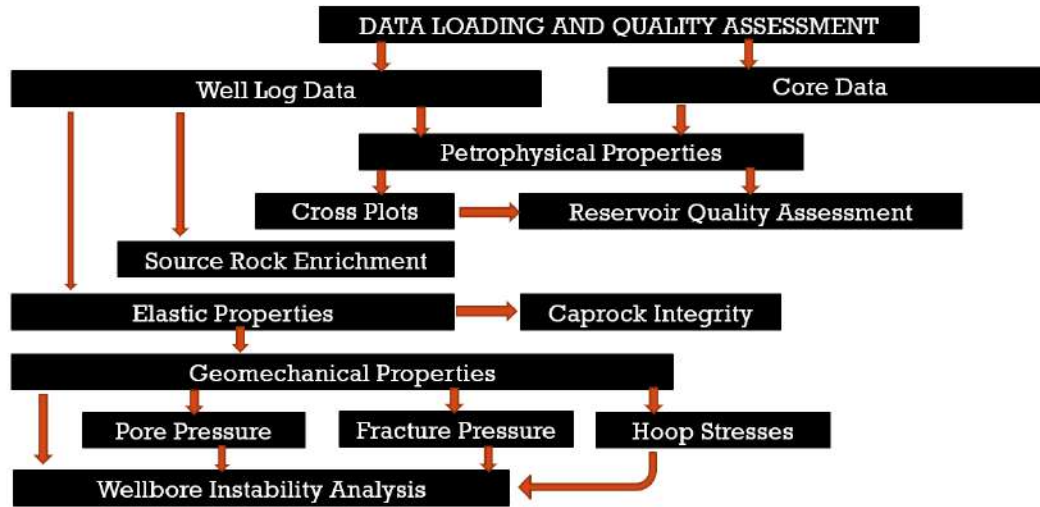 DATA LOADING AND QUALITY ASSESSMENT
Well Log Data
Core Data
Petrophysical Properties
Cross Plots
Reservoir Quality Assessment
Source Rock Enrichment
Elastic Properties
Caprock Integrity
Geomechanical Properties
Pore Pressure
Fracture Pressure
Hoop Stresses
Wellbore Instability Analysis